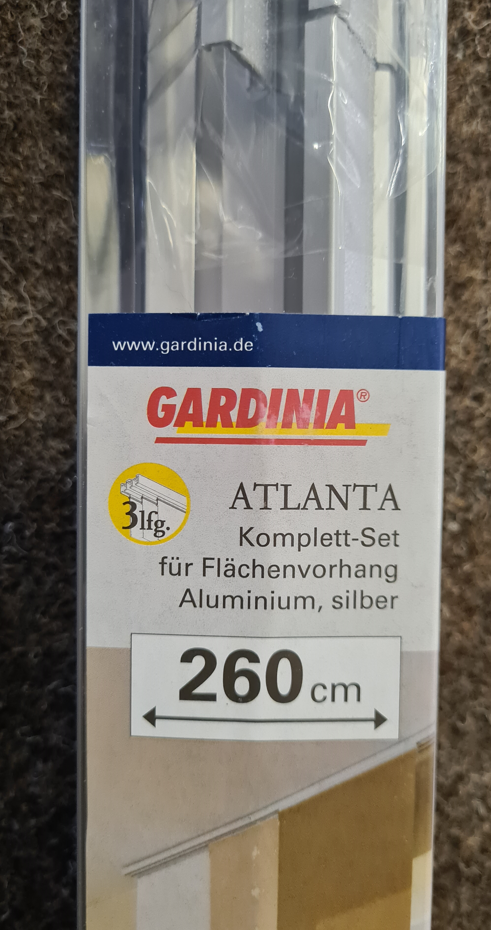 www.gardinia.de
GARDINIA®
3lfg.
ATLANTA
Komplett-Set
für Flächenvorhang
Aluminium, silber
260 cm